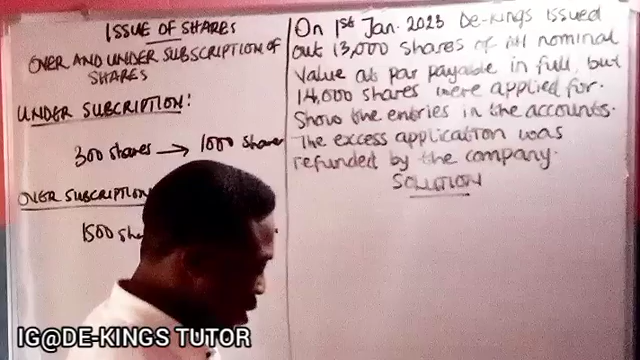 ISSUE OF SHARES
OVER AND UNDER SUBSCRIPTION OF
SHARES
UNDER SUBCRIPTION:
300 shares → 1000 shares
OVER SUBSCRIPTION
1500 sha
On 1st Jan. 2023 De-kings issued
out 13,000 shares of nominal
value at par payable in full, but
14,000 shares were applied for.
Show the entries in the accounts.
The excess application was
refunded by the company.
SOLUTION
IG@DE-KINGS TUTOR